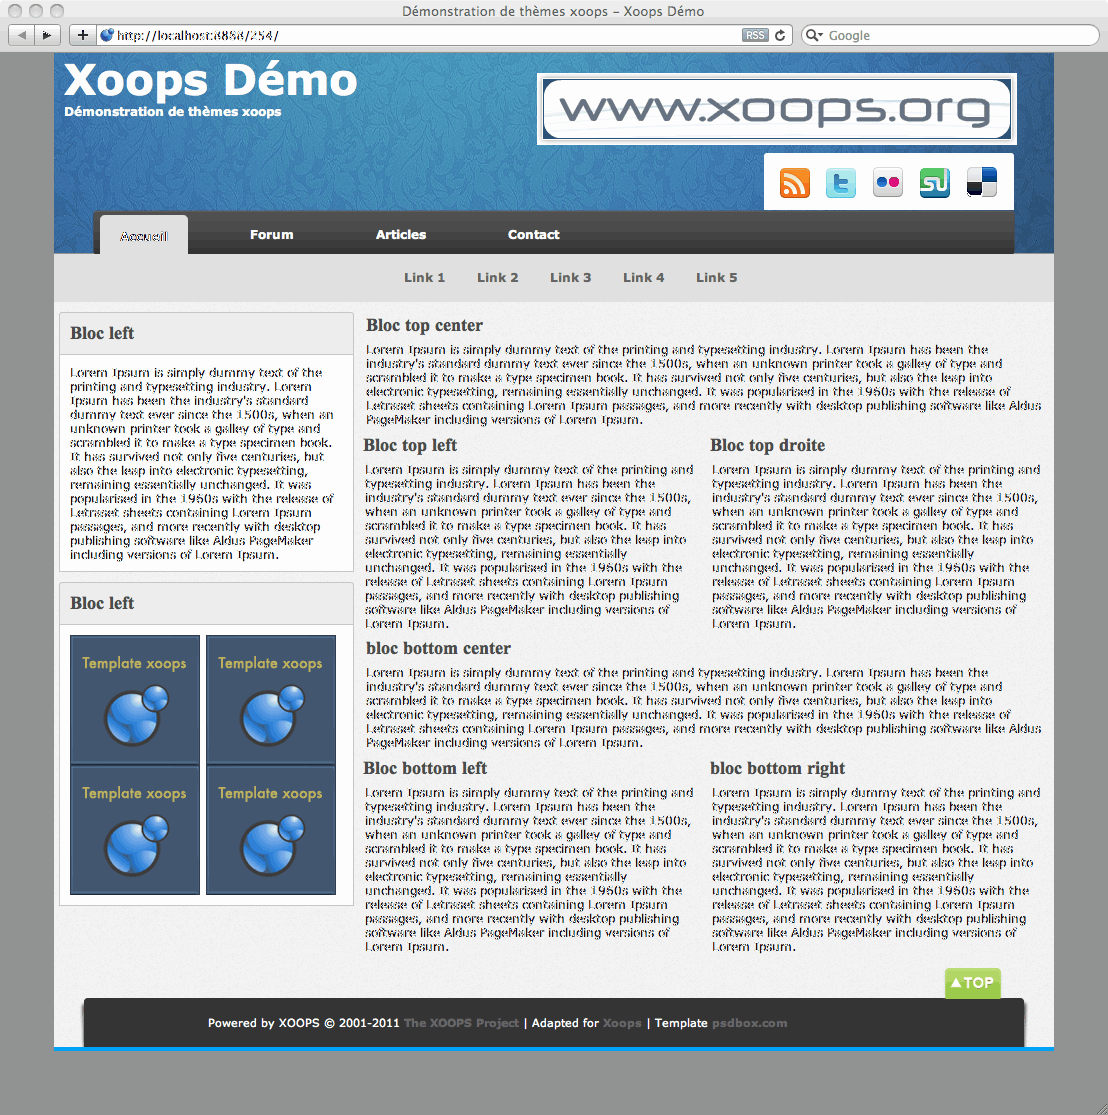 Démonstration de thèmes xoops – Xoops Démo
http://localhost:8888/254/
RSS
Google
Xoops Démo
Démonstration de thèmes xoops
www.xoops.org
Accueil
Forum
Articles
Contact
Link 1
Link 2
Link 3
Link 4
Link 5
Bloc left
Lorem Ipsum is simply dummy text of the
printing and typesetting industry. Lorem
Ipsum has been the industry's standard
dummy text ever since the 1500s, when an
unknown printer took a galley of type and
scrambled it to make a type specimen book.
It has survived not only five centuries, but
also the leap into electronic typesetting,
remaining essentially unchanged. It was
popularised in the 1960s with the release of
Letraset sheets containing Lorem Ipsum
passages, and more recently with desktop
publishing software like Aldus PageMaker
including versions of Lorem Ipsum.
Bloc left
Template xoops
Template xoops
Template xoops
Template xoops
Bloc top center
Lorem Ipsum is simply dummy text of the printing and typesetting industry. Lorem Ipsum has been the
industry's standard dummy text ever since the 1500s, when an unknown printer took a galley of type and
scrambled it to make a type specimen book. It has survived not only five centuries, but also the leap into
electronic typesetting, remaining essentially unchanged. It was popularised in the 1960s with the release of
Letraset sheets containing Lorem Ipsum passages, and more recently with desktop publishing software like Aldus
PageMaker including versions of Lorem Ipsum.
Bloc top left
Lorem Ipsum is simply dummy text of the printing and
typesetting industry. Lorem Ipsum has been the
industry's standard dummy text ever since the 1500s,
when an unknown printer took a galley of type and
scrambled it to make a type specimen book. It has
survived not only five centuries, but also the leap into
electronic typesetting, remaining essentially
unchanged. It was popularised in the 1960s with the
release of Letraset sheets containing Lorem Ipsum
passages, and more recently with desktop publishing
software like Aldus PageMaker including versions of
Lorem Ipsum.
Bloc top droite
Lorem Ipsum is simply dummy text of the printing and
typesetting industry. Lorem Ipsum has been the
industry's standard dummy text ever since the 1500s,
when an unknown printer took a galley of type and
scrambled it to make a type specimen book. It has
survived not only five centuries, but also the leap into
electronic typesetting, remaining essentially
unchanged. It was popularised in the 1960s with the
release of Letraset sheets containing Lorem Ipsum
passages, and more recently with desktop publishing
software like Aldus PageMaker including versions of
Lorem Ipsum.
bloc bottom center
Lorem Ipsum is simply dummy text of the printing and typesetting industry. Lorem Ipsum has been the
industry's standard dummy text ever since the 1500s, when an unknown printer took a galley of type and
scrambled it to make a type specimen book. It has survived not only five centuries, but also the leap into
electronic typesetting, remaining essentially unchanged. It was popularised in the 1960s with the release of
Letraset sheets containing Lorem Ipsum passages, and more recently with desktop publishing software like Aldus
PageMaker including versions of Lorem Ipsum.
Bloc bottom left
Lorem Ipsum is simply dummy text of the printing and
typesetting industry. Lorem Ipsum has been the
industry's standard dummy text ever since the 1500s,
when an unknown printer took a galley of type and
scrambled it to make a type specimen book. It has
survived not only five centuries, but also the leap into
electronic typesetting, remaining essentially
unchanged. It was popularised in the 1960s with the
release of Letraset sheets containing Lorem Ipsum
passages, and more recently with desktop publishing
software like Aldus PageMaker including versions of
Lorem Ipsum.
bloc bottom right
Lorem Ipsum is simply dummy text of the printing and
typesetting industry. Lorem Ipsum has been the
industry's standard dummy text ever since the 1500s,
when an unknown printer took a galley of type and
scrambled it to make a type specimen book. It has
survived not only five centuries, but also the leap into
electronic typesetting, remaining essentially
unchanged. It was popularised in the 1960s with the
release of Letraset sheets containing Lorem Ipsum
passages, and more recently with desktop publishing
software like Aldus PageMaker including versions of
Lorem Ipsum.
▲TOP
Powered by XOOPS © 2001-2011 The XOOPS Project | Adapted for Xoops | Template psdbox.com